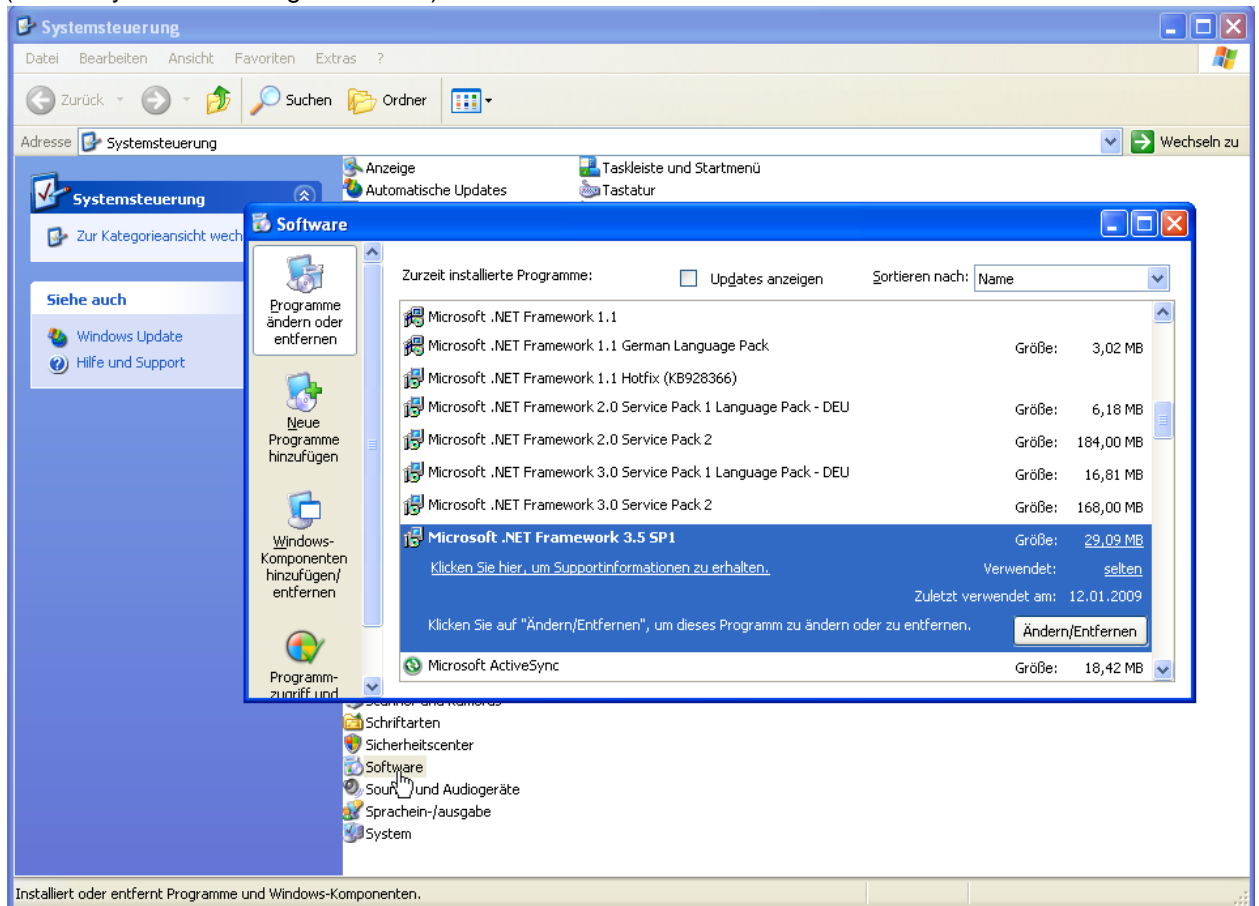 Systemsteuerung
Datei Bearbeiten Ansicht Favoriten Extras ?
Zurück Suchen Ordner
Adresse Systemsteuerung Wechseln zu
Systemsteuerung
Zur Kategorieansicht wech
Siehe auch
Windows Update
Hilfe und Support
Anzeige Taskleiste und Startmenü
Automatische Updates Tastatur
Software
Programme
ändern oder
entfernen
Neue
Programme
hinzufügen
Windows-
Komponenten
hinzufügen/
entfernen
Programm-
zugriff und
Zurzeit installierte Programme: Updates anzeigen Sortieren nach: Name
Microsoft .NET Framework 1.1
Microsoft .NET Framework 1.1 German Language Pack Größe: 3,02 MB
Microsoft .NET Framework 1.1 Hotfix (KB928366)
Microsoft .NET Framework 2.0 Service Pack 1 Language Pack - DEU Größe: 6,18 MB
Microsoft .NET Framework 2.0 Service Pack 2 Größe: 184,00 MB
Microsoft .NET Framework 3.0 Service Pack 1 Language Pack - DEU Größe: 16,81 MB
Microsoft .NET Framework 3.0 Service Pack 2 Größe: 168,00 MB
Microsoft .NET Framework 3.5 SP1 Größe: 29,09 MB
Klicken Sie hier, um Supportinformationen zu erhalten. Verwendet: selten
Zuletzt verwendet am: 12.01.2009
Klicken Sie auf "Ändern/Entfernen", um dieses Programm zu ändern oder zu entfernen. Ändern/Entfernen
Microsoft ActiveSync Größe: 18,42 MB
Scanner und Kameras
Schriftarten
Sicherheitscenter
Software
Sound und Audiogeräte
Sprachein-/ausgabe
System
Installiert oder entfernt Programme und Windows-Komponenten.